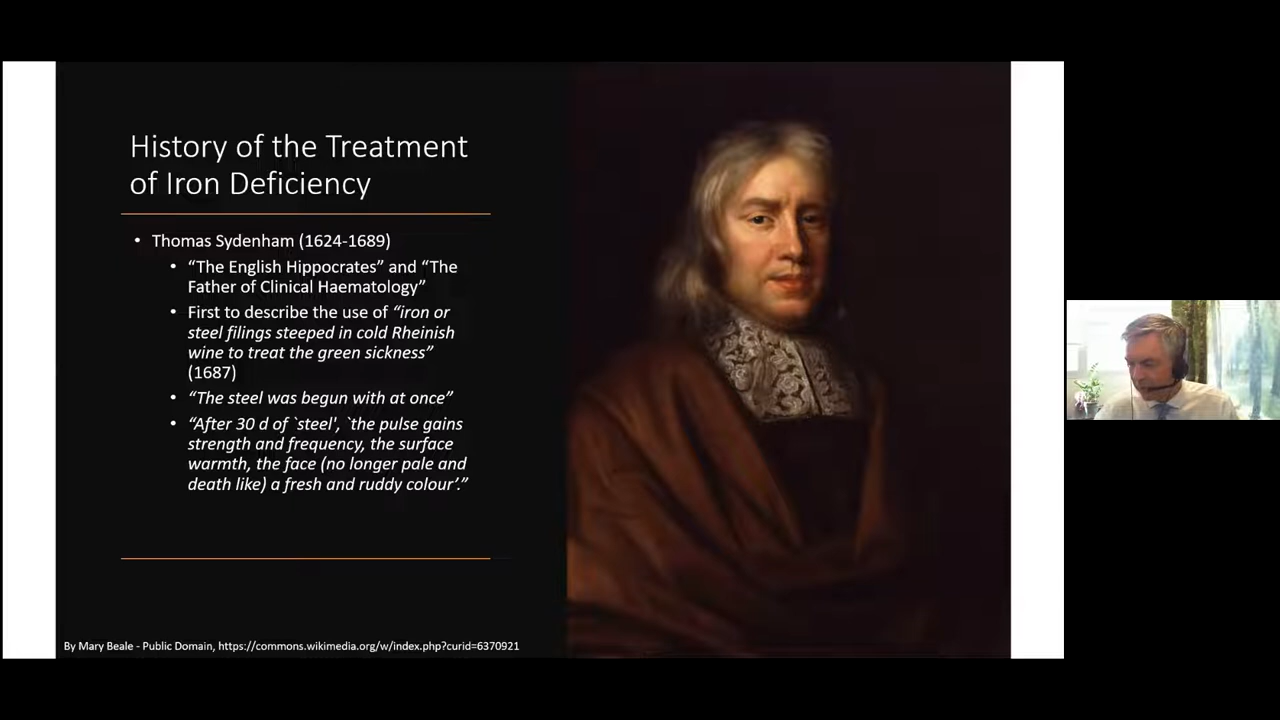 History of the Treatment
of Iron Deficiency
• Thomas Sydenham (1624-1689)
• “The English Hippocrates” and “The
Father of Clinical Haematology”
• First to describe the use of “iron or
steel filings steeped in cold Rheinish
wine to treat the green sickness”
(1687)
• “The steel was begun with at once”
• “After 30 d of `steel', `the pulse gains
strength and frequency, the surface
warmth, the face (no longer pale and
death like) a fresh and ruddy colour’.”
By Mary Beale - Public Domain, https://commons.wikimedia.org/w/index.php?curid=6370921